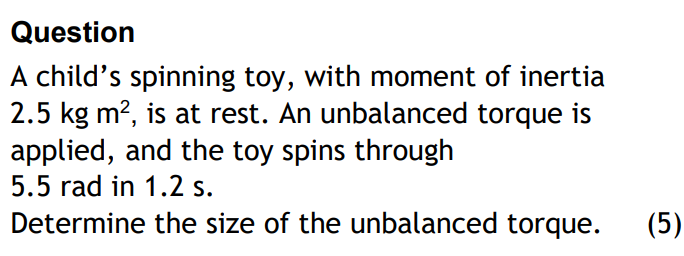 Question
A child’s spinning toy, with moment of inertia
2.5 kg m², is at rest. An unbalanced torque is
applied, and the toy spins through
5.5 rad in 1.2 s.
Determine the size of the unbalanced torque. (5)